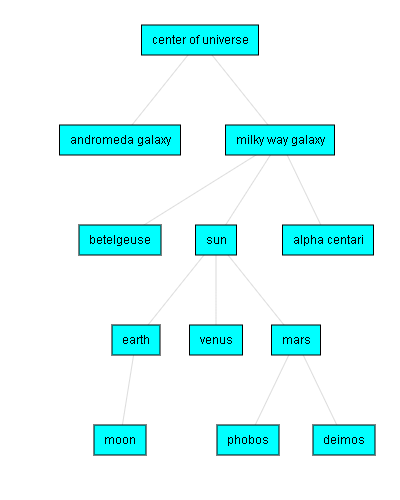 center of universe
andromeda galaxy
milky way galaxy
betelgeuse
sun
alpha centari
earth
venus
mars
moon
phobos
deimos